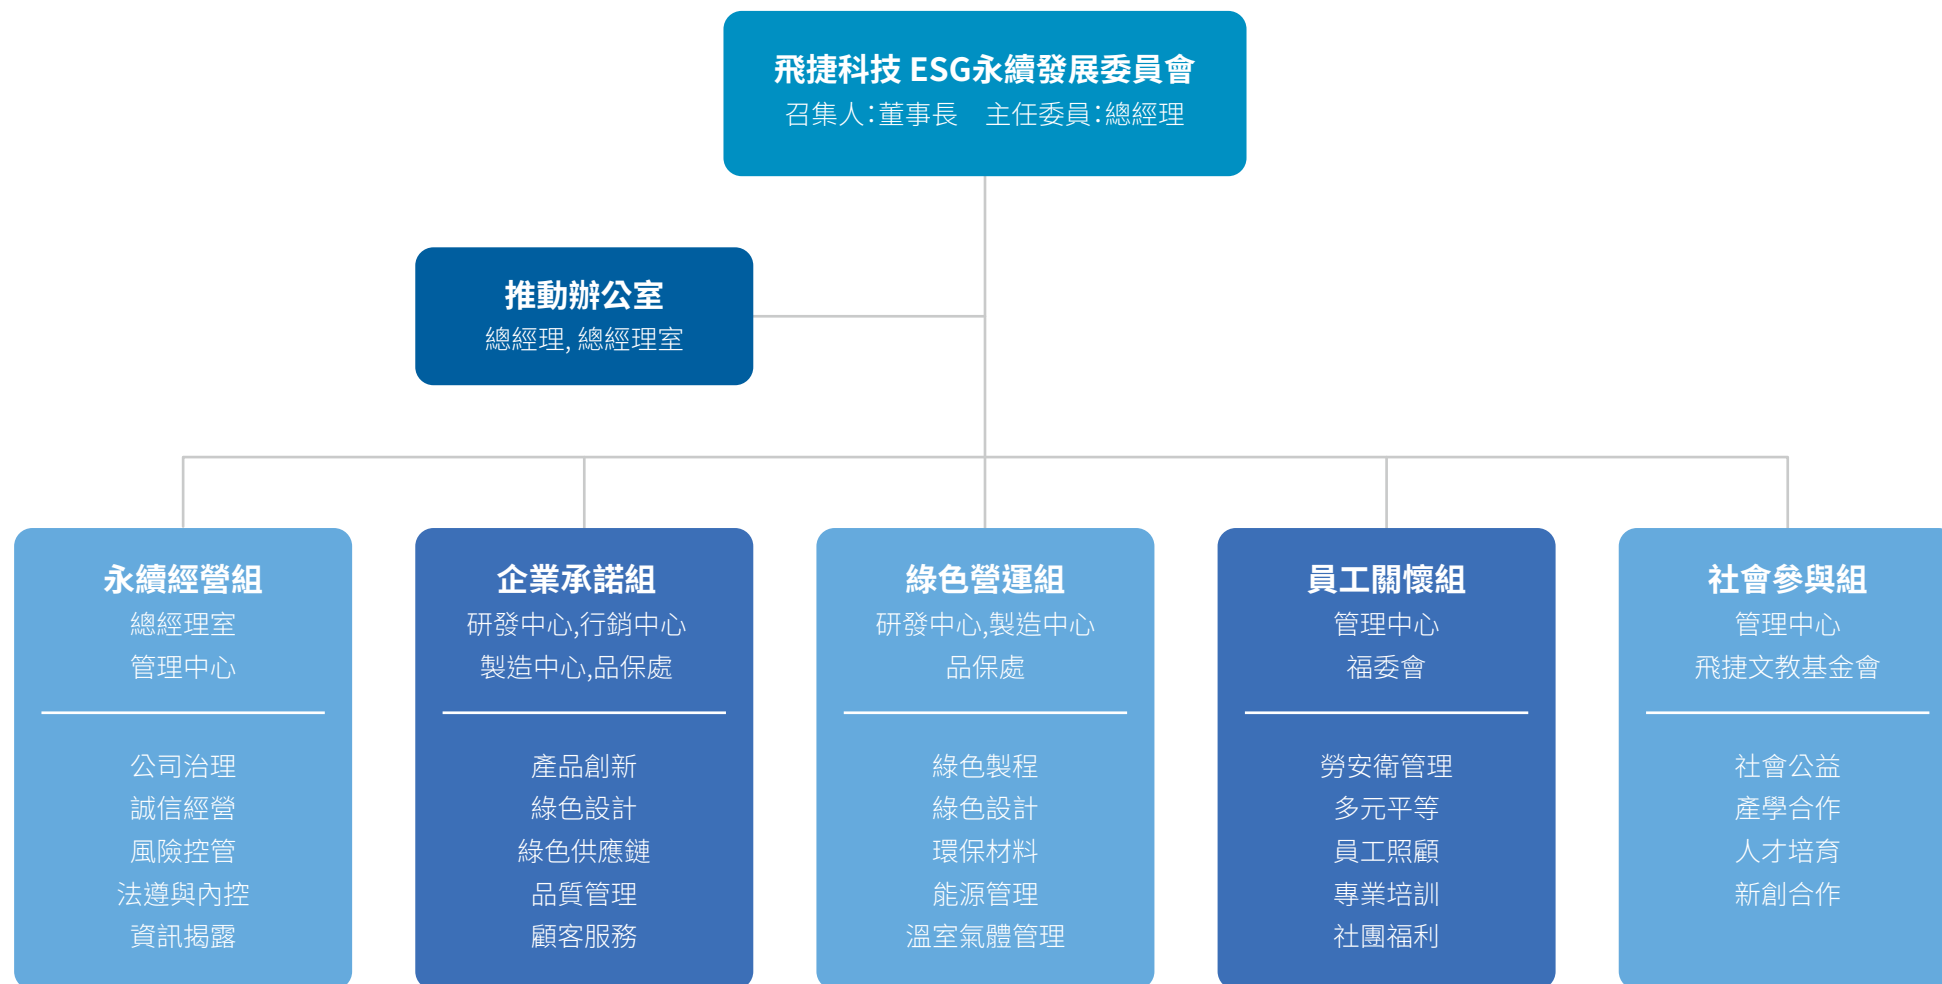 飛捷科技 ESG永續發展委員會
召集人：董事長　主任委員：總經理
推動辦公室
總經理, 總經理室
永續經營組
總經理室
管理中心
公司治理
誠信經營
風險控管
法遵與內控
資訊揭露
企業承諾組
研發中心,行銷中心
製造中心,品保處
產品創新
綠色設計
綠色供應鏈
品質管理
顧客服務
綠色營運組
研發中心,製造中心
品保處
綠色製程
綠色設計
環保材料
能源管理
溫室氣體管理
員工關懷組
管理中心
福委會
勞安衛管理
多元平等
員工照顧
專業培訓
社團福利
社會參與組
管理中心
飛捷文教基金會
社會公益
產學合作
人才培育
新創合作